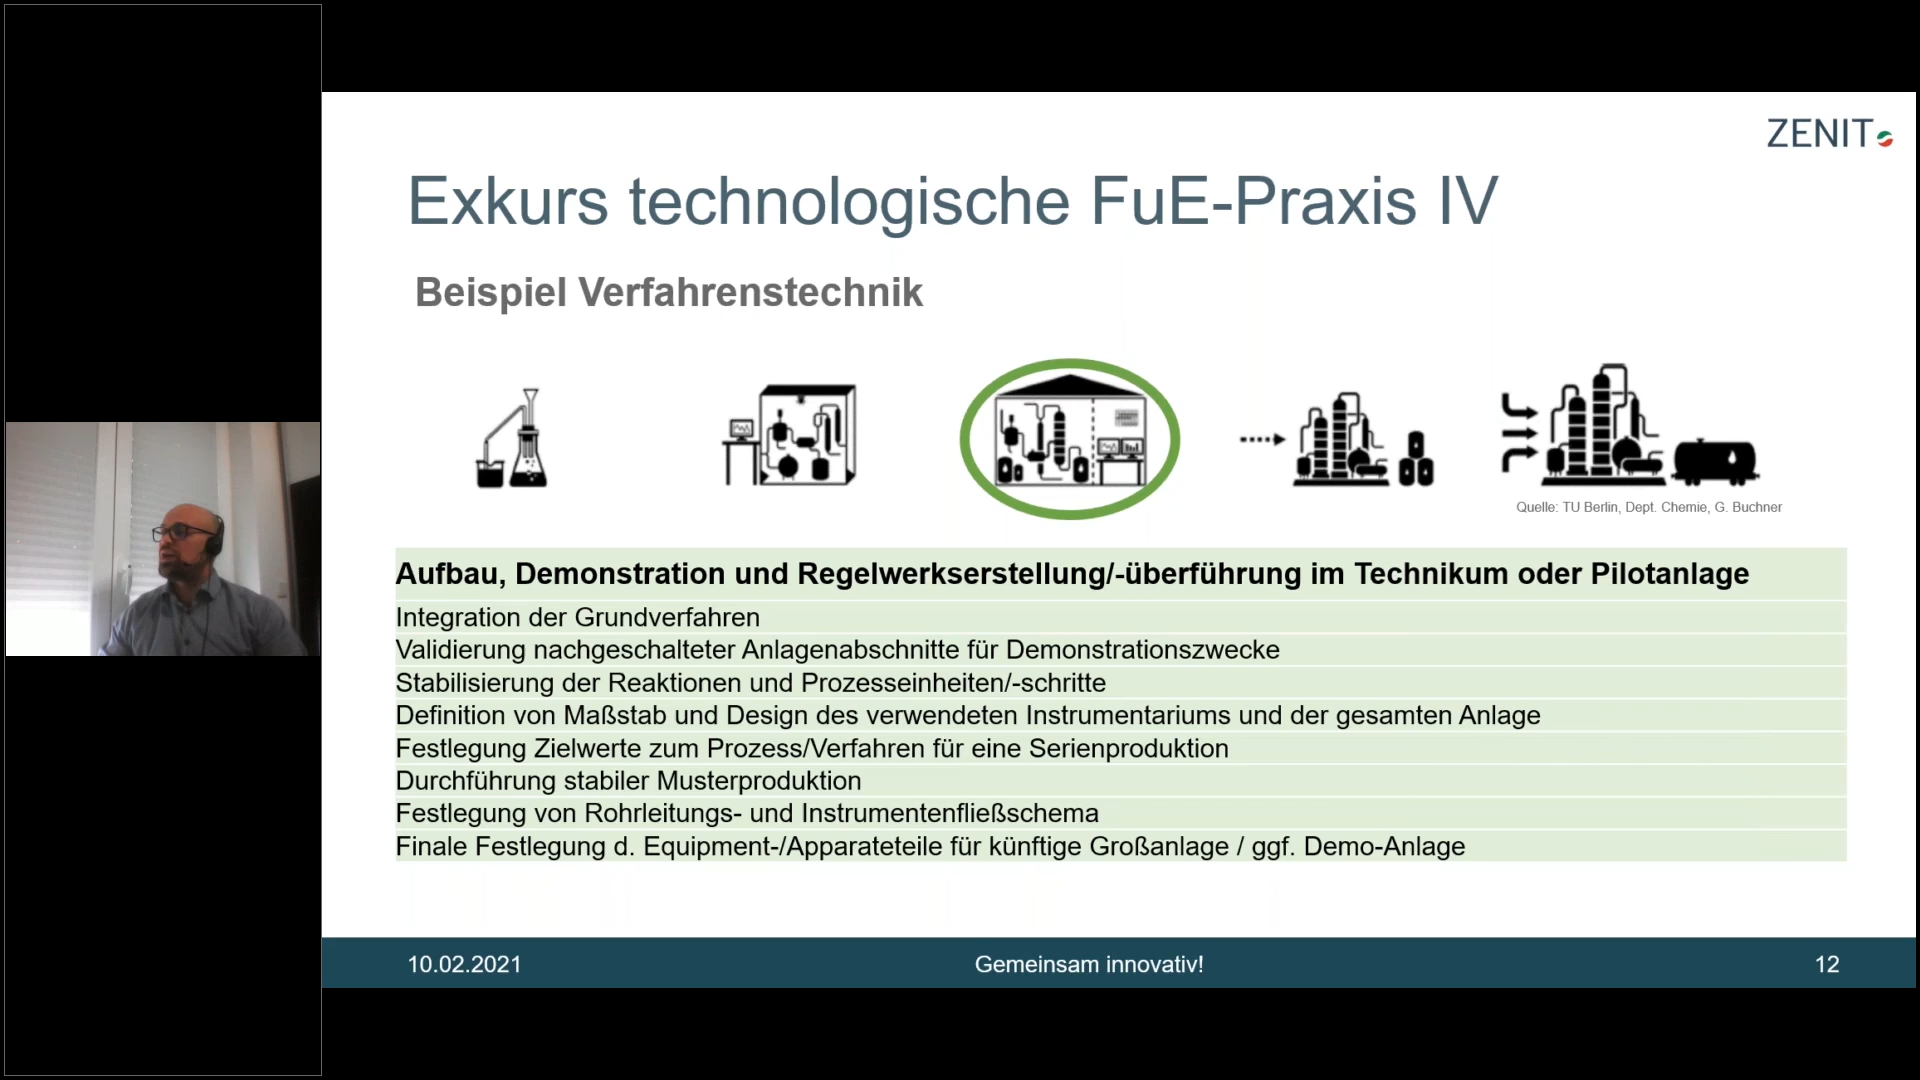 ZENIT
Exkurs technologische FuE-Praxis IV
Beispiel Verfahrenstechnik
Quelle: TU Berlin, Dept. Chemie, G. Buchner
Aufbau, Demonstration und Regelwerkserstellung/-überführung im Technikum oder Pilotanlage
Integration der Grundverfahren
Validierung nachgeschalteter Anlagenabschnitte für Demonstrationszwecke
Stabilisierung der Reaktionen und Prozesseinheiten/-schritte
Definition von Maßstab und Design des verwendeten Instrumentariums und der gesamten Anlage
Festlegung Zielwerte zum Prozess/Verfahren für eine Serienproduktion
Durchführung stabiler Musterproduktion
Festlegung von Rohrleitungs- und Instrumentenfließschema
Finale Festlegung d. Equipment-/Apparateteile für künftige Großanlage / ggf. Demo-Anlage
10.02.2021
Gemeinsam innovativ!
12